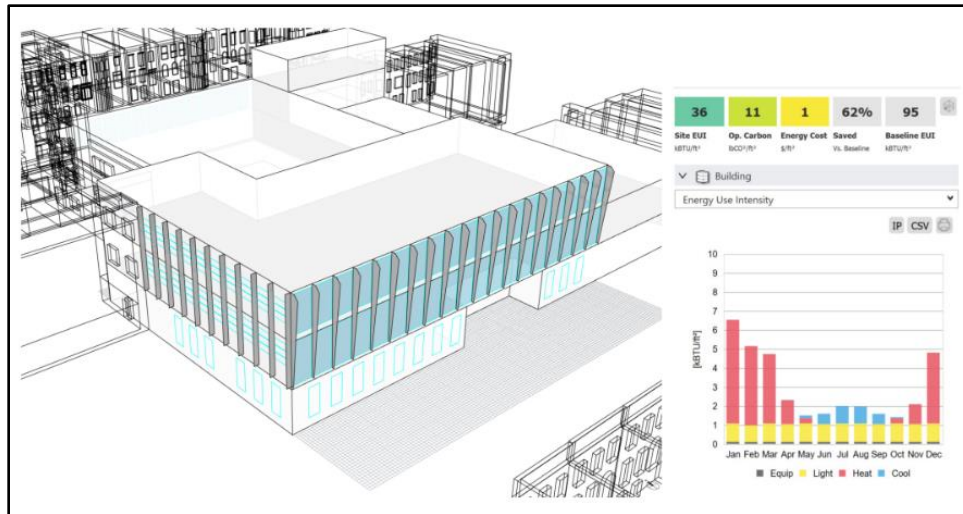 36 11 1 62% 95
Site EUI Op. Carbon Energy Cost Saved Baseline EUI
kBTU/ft² lbCO²/ft² $/ft² Vs. Baseline kBTU/ft²
Building
Energy Use Intensity
IP CSV
[kBTU/ft²]
10
9
8
7
6
5
4
3
2
1
0
Jan Feb Mar Apr May Jun Jul Aug Sep Oct Nov Dec
Equip Light Heat Cool